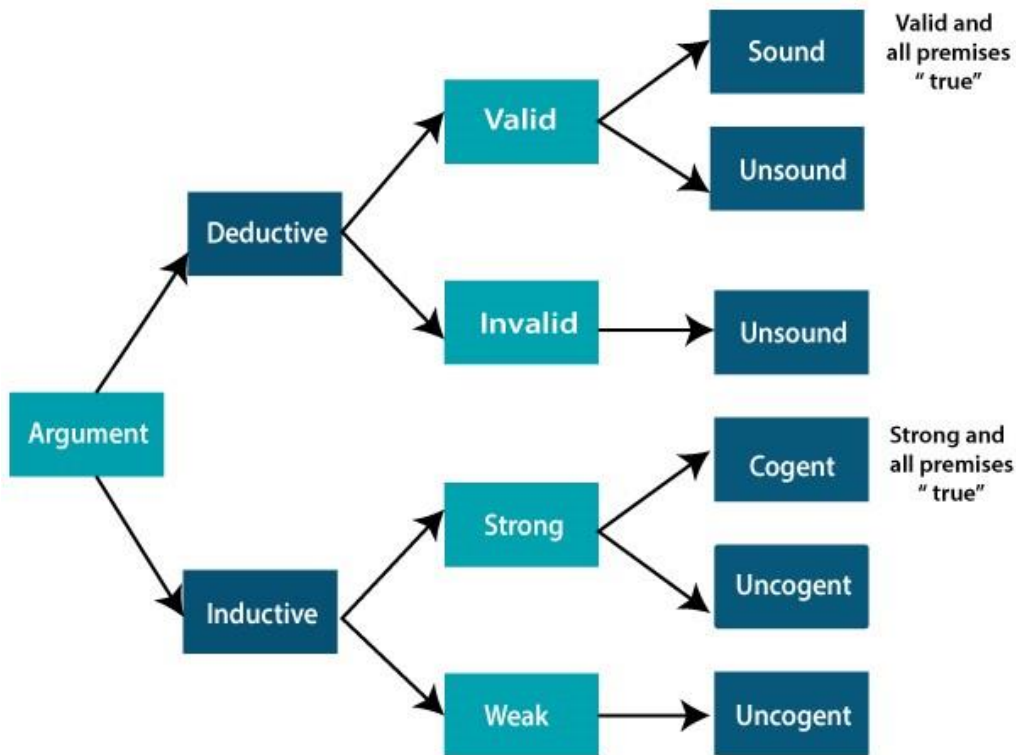 Valid and
all premises
“ true”
Sound
Valid
Unsound
Deductive
Invalid
Unsound
Argument
Strong and
all premises
“ true”
Cogent
Strong
Uncogent
Inductive
Weak
Uncogent